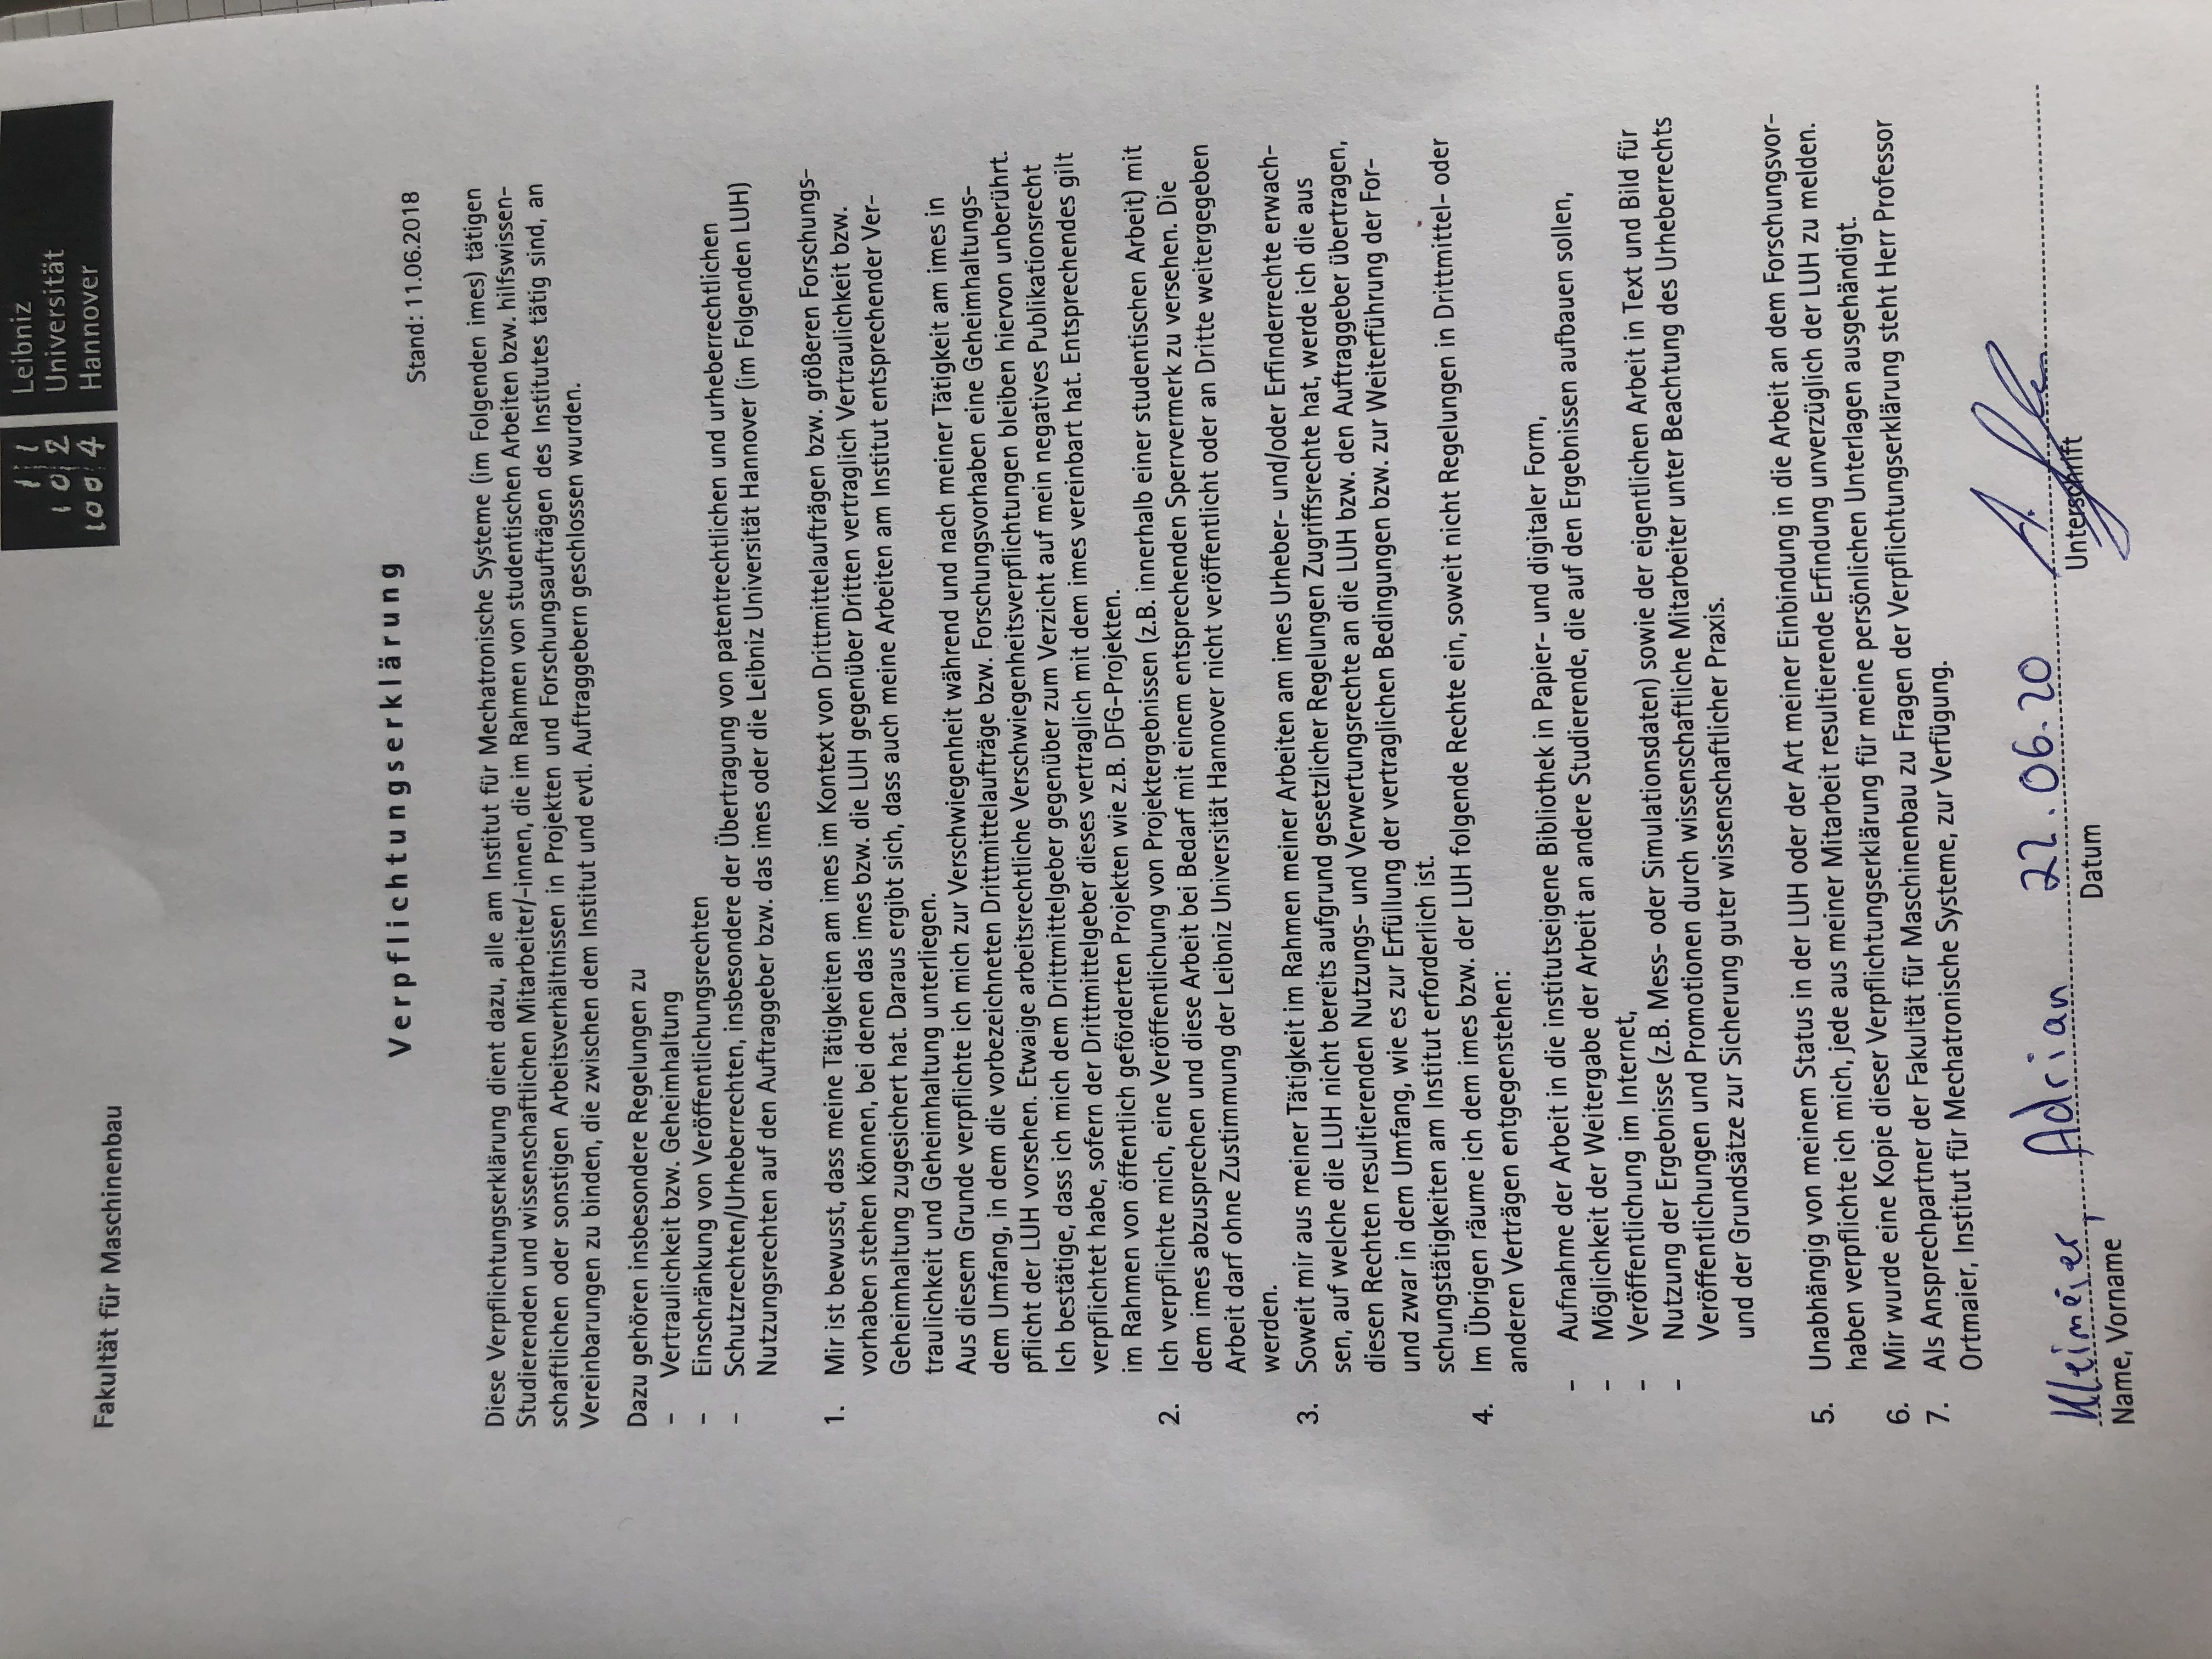 Fakultät für Maschinenbau
1 1
1 0 2
1 0 0 4
Leibniz
Universität
Hannover
Verpflichtungserklärung
Stand: 11.06.2018
Diese Verpflichtungserklärung dient dazu, alle am Institut für Mechatronische Systeme (im Folgenden imes) tätigen
Studierenden und wissenschaftlichen Mitarbeiter/-innen, die im Rahmen von studentischen Arbeiten bzw. hilfswissen-
schaftlichen oder sonstigen Arbeitsverhältnissen in Projekten und Forschungsaufträgen des Institutes tätig sind, an
Vereinbarungen zu binden, die zwischen dem Institut und evtl. Auftraggebern geschlossen wurden.
Dazu gehören insbesondere Regelungen zu
– Vertraulichkeit bzw. Geheimhaltung
– Einschränkung von Veröffentlichungsrechten
– Schutzrechten/Urheberrechten, insbesondere der Übertragung von patentrechtlichen und urheberrechtlichen
Nutzungsrechten auf den Auftraggeber bzw. das imes oder die Leibniz Universität Hannover (im Folgenden LUH)
1. Mir ist bewusst, dass meine Tätigkeiten am imes im Kontext von Drittmittelaufträgen bzw. größeren Forschungs-
vorhaben stehen können, bei denen das imes bzw. die LUH gegenüber Dritten vertraglich Vertraulichkeit bzw.
Geheimhaltung zugesichert hat. Daraus ergibt sich, dass auch meine Arbeiten am Institut entsprechender Ver-
traulichkeit und Geheimhaltung unterliegen.
Aus diesem Grunde verpflichte ich mich zur Verschwiegenheit während und nach meiner Tätigkeit am imes in
dem Umfang, in dem die vorbezeichneten Drittmittelaufträge bzw. Forschungsvorhaben eine Geheimhaltungs-
pflicht der LUH vorsehen. Etwaige arbeitsrechtliche Verschwiegenheitsverpflichtungen bleiben hiervon unberührt.
Ich bestätige, dass ich mich dem Drittmittelgeber gegenüber zum Verzicht auf mein negatives Publikationsrecht
verpflichtet habe, sofern der Drittmittelgeber dieses vertraglich mit dem imes vereinbart hat. Entsprechendes gilt
im Rahmen von öffentlich geförderten Projekten wie z.B. DFG-Projekten.
2. Ich verpflichte mich, eine Veröffentlichung von Projektergebnissen (z.B. innerhalb einer studentischen Arbeit) mit
dem imes abzusprechen und diese Arbeit bei Bedarf mit einem entsprechenden Sperrvermerk zu versehen. Die
Arbeit darf ohne Zustimmung der Leibniz Universität Hannover nicht veröffentlicht oder an Dritte weitergegeben
werden.
3. Soweit mir aus meiner Tätigkeit im Rahmen meiner Arbeiten am imes Urheber- und/oder Erfinderrechte erwach-
sen, auf welche die LUH nicht bereits aufgrund gesetzlicher Regelungen Zugriffsrechte hat, werde ich die aus
diesen Rechten resultierenden Nutzungs- und Verwertungsrechte an die LUH bzw. den Auftraggeber übertragen,
und zwar in dem Umfang, wie es zur Erfüllung der vertraglichen Bedingungen bzw. zur Weiterführung der For-
schungstätigkeiten am Institut erforderlich ist.
4. Im Übrigen räume ich dem imes bzw. der LUH folgende Rechte ein, soweit nicht Regelungen in Drittmittel- oder
anderen Verträgen entgegenstehen:
– Aufnahme der Arbeit in die institutseigene Bibliothek in Papier- und digitaler Form,
– Möglichkeit der Weitergabe der Arbeit an andere Studierende, die auf den Ergebnissen aufbauen sollen,
– Veröffentlichung im Internet,
– Nutzung der Ergebnisse (z.B. Mess- oder Simulationsdaten) sowie der eigentlichen Arbeit in Text und Bild für
Veröffentlichungen und Promotionen durch wissenschaftliche Mitarbeiter unter Beachtung des Urheberrechts
und der Grundsätze zur Sicherung guter wissenschaftlicher Praxis.
5. Unabhängig von meinem Status in der LUH oder der Art meiner Einbindung in die Arbeit an dem Forschungsvor-
haben verpflichte ich mich, jede aus meiner Mitarbeit resultierende Erfindung unverzüglich der LUH zu melden.
6. Mir wurde eine Kopie dieser Verpflichtungserklärung für meine persönlichen Unterlagen ausgehändigt.
7. Als Ansprechpartner der Fakultät für Maschinenbau zu Fragen der Verpflichtungserklärung steht Herr Professor
Ortmaier, Institut für Mechatronische Systeme, zur Verfügung.
Kleimeier, Adrian 22.06.20 A.
Name, Vorname Datum Unterschrift